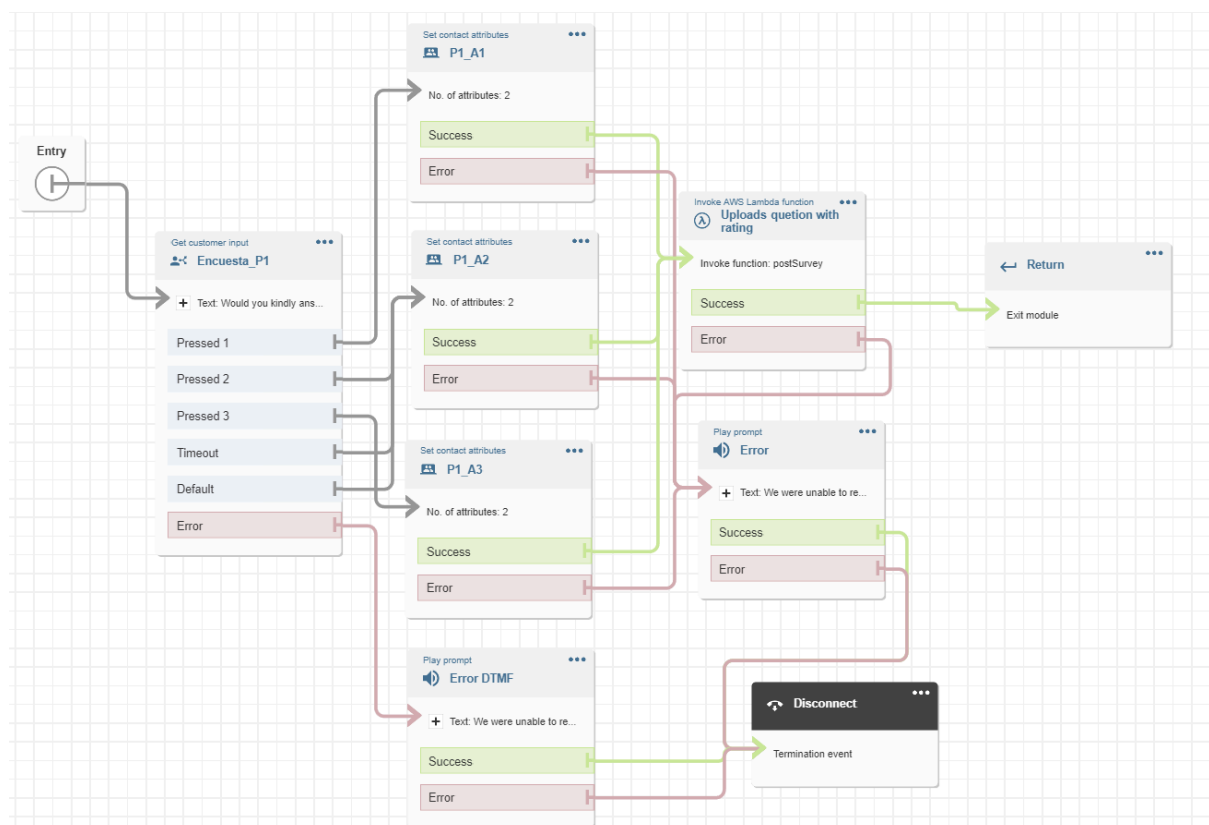 Entry
Get customer input
Encuesta_P1
Text: Would you kindly ans...
Pressed 1
Pressed 2
Pressed 3
Timeout
Default
Error
Set contact attributes
P1_A1
No. of attributes: 2
Success
Error
Set contact attributes
P1_A2
No. of attributes: 2
Success
Error
Set contact attributes
P1_A3
No. of attributes: 2
Success
Error
Play prompt
Error DTMF
Text: We were unable to re...
Success
Error
Invoke AWS Lambda function
Uploads quetion with
rating
Invoke function: postSurvey
Success
Error
Play prompt
Error
Text: We were unable to re...
Success
Error
Disconnect
Termination event
Return
Exit module